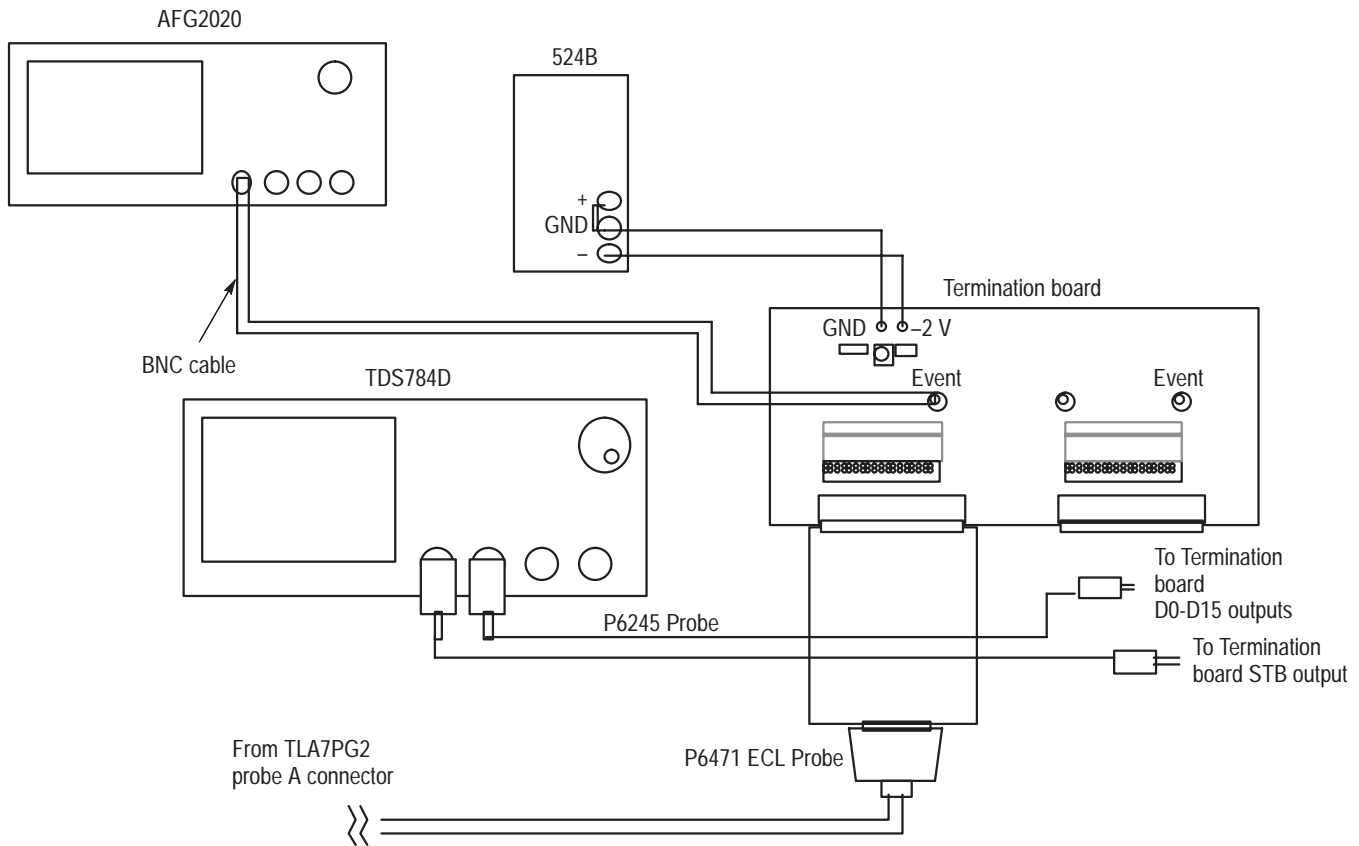 AFG2020
524B
+
GND
–
Termination board
GND
–2 V
BNC cable
TDS784D
Event
Event
To Termination
board
D0-D15 outputs
P6245 Probe
To Termination
board STB output
From TLA7PG2
probe A connector
P6471 ECL Probe